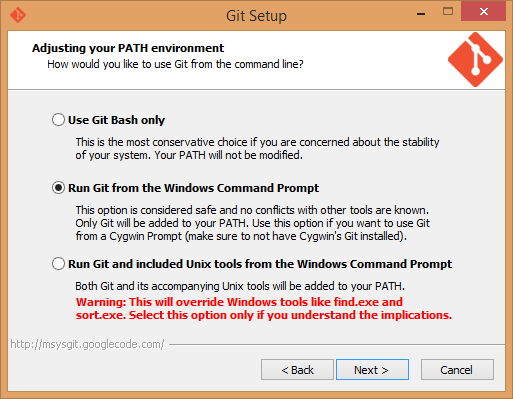 Git Setup
Adjusting your PATH environment
How would you like to use Git from the command line?
Use Git Bash only
This is the most conservative choice if you are concerned about the stability
of your system. Your PATH will not be modified.
Run Git from the Windows Command Prompt
This option is considered safe and no conflicts with other tools are known.
Only Git will be added to your PATH. Use this option if you want to use Git
from a Cygwin Prompt (make sure to not have Cygwin's Git installed).
Run Git and included Unix tools from the Windows Command Prompt
Both Git and its accompanying Unix tools will be added to your PATH.
Warning: This will override Windows tools like find.exe and
sort.exe. Select this option only if you understand the implications.
http://msysgit.googlecode.com/
< Back
Next >
Cancel